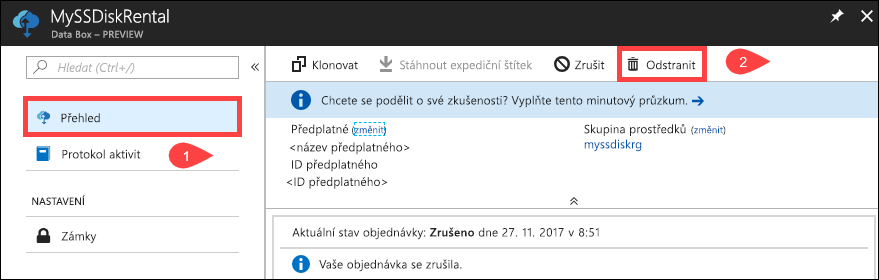 MySSDiskRental
Data Box – PREVIEW
Hledat (Ctrl+/)
Přehled
Protokol aktivit
1
NASTAVENÍ
Zámky
Klonovat
Stáhnout expediční štítek
Zrušit
Odstranit
2
Chcete se podělit o své zkušenosti? Vyplňte tento minutový průzkum. →
Předplatné (změnit)
<název předplatného>
ID předplatného
<ID předplatného>
Skupina prostředků (změnit)
myssdiskrg
Aktuální stav objednávky: Zrušeno dne 27. 11. 2017 v 8:51
Vaše objednávka se zrušila.